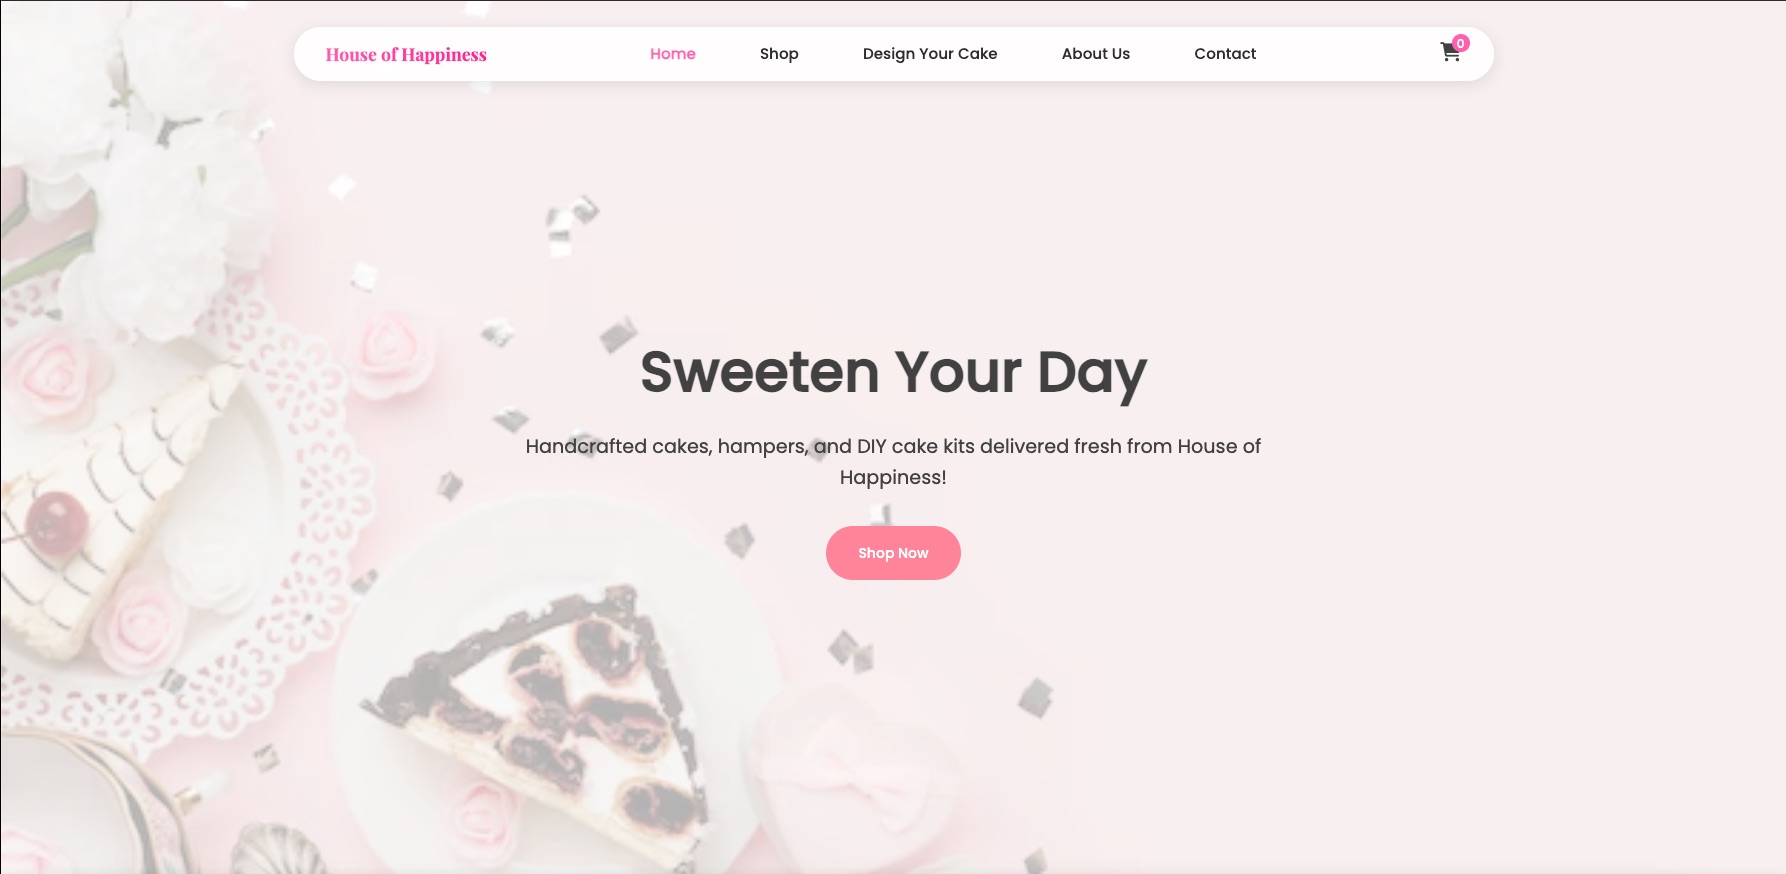 House of Happiness
Home
Shop
Design Your Cake
About Us
Contact
0
Sweeten Your Day
Handcrafted cakes, hampers, and DIY cake kits delivered fresh from House of
Happiness!
Shop Now